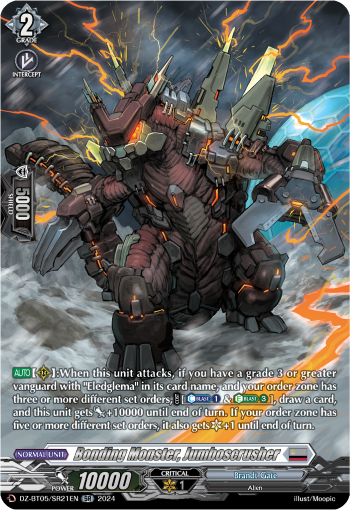 2
GRADE
INTERCEPT
5000
SHIELD
AUTO [R]:When this unit attacks, if you have a grade 3 or greater
vanguard with "Eledglema" in its card name, and your order zone has
three or more different set orders, COST [C BLAST 1 & E BLAST 3], draw a card,
and this unit gets +10000 until end of turn. If your order zone has
five or more different set orders, it also gets +1 until end of turn.
NORMAL UNIT
Bonding Monster, Jumboscrusher
POWER 10000
CRITICAL
1
Brandt Gate
Alien
DZ-BT05/SR21EN SR 2024
illust/Moopic